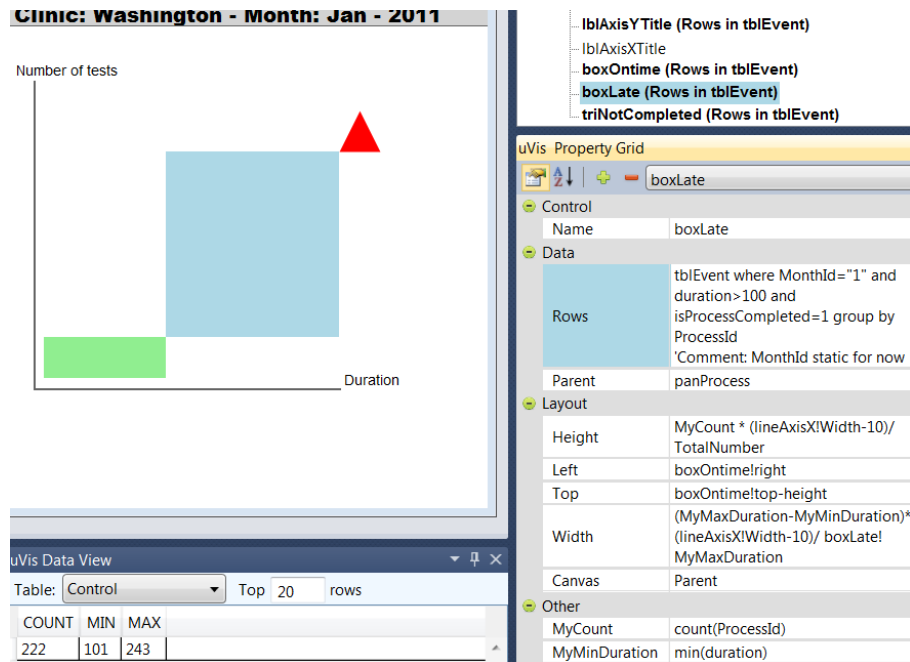 Clinic: Washington - Month: Jan - 2011
Number of tests
Duration
lblAxisYTitle (Rows in tblEvent)
lblAxisXTitle
boxOntime (Rows in tblEvent)
boxLate (Rows in tblEvent)
triNotCompleted (Rows in tblEvent)
uVis Property Grid
boxLate
Control
Name boxLate
Data
Rows
tblEvent where MonthId="1" and
duration>100 and
isProcessCompleted=1 group by
ProcessId
'Comment: MonthId static for now
Parent panProcess
Layout
Height
MyCount * (lineAxisX!Width-10)/
TotalNumber
Left boxOntime!right
Top boxOntime!top-height
Width
(MyMaxDuration-MyMinDuration)*
(lineAxisX!Width-10)/ boxLate!
MyMaxDuration
Canvas Parent
Other
MyCount count(ProcessId)
MyMinDuration min(duration)
uVis Data View
Table: Control Top 20 rows
COUNT MIN MAX
222 101 243